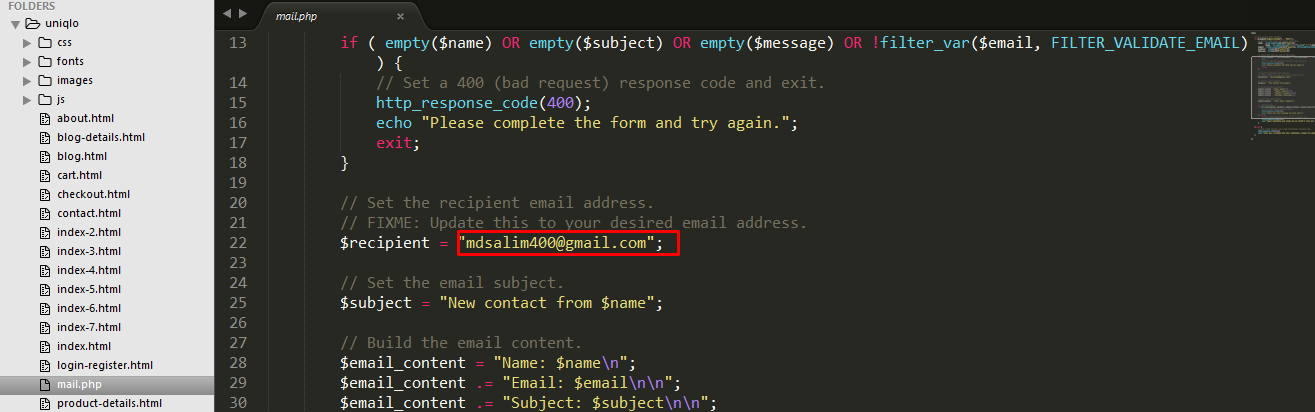 FOLDERS
uniqlo
css
fonts
images
js
about.html
blog-details.html
blog.html
cart.html
checkout.html
contact.html
index-2.html
index-3.html
index-4.html
index-5.html
index-6.html
index-7.html
index.html
login-register.html
mail.php
product-details.html
mail.php ×
13 if ( empty($name) OR empty($subject) OR empty($message) OR !filter_var($email, FILTER_VALIDATE_EMAIL)
) {
14 // Set a 400 (bad request) response code and exit.
15 http_response_code(400);
16 echo "Please complete the form and try again.";
17 exit;
18 }
19
20 // Set the recipient email address.
21 // FIXME: Update this to your desired email address.
22 $recipient = "mdsalim400@gmail.com";
23
24 // Set the email subject.
25 $subject = "New contact from $name";
26
27 // Build the email content.
28 $email_content = "Name: $name\n";
29 $email_content .= "Email: $email\n\n";
30 $email_content .= "Subject: $subject\n\n";